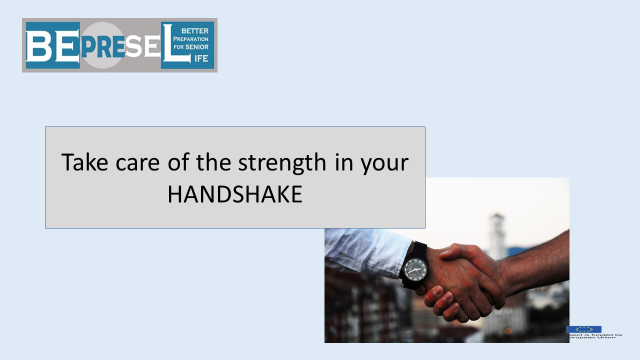 BEPRESEL
BETTER
PREPARATION
FOR SENIOR
LIFE
Take care of the strength in your
HANDSHAKE